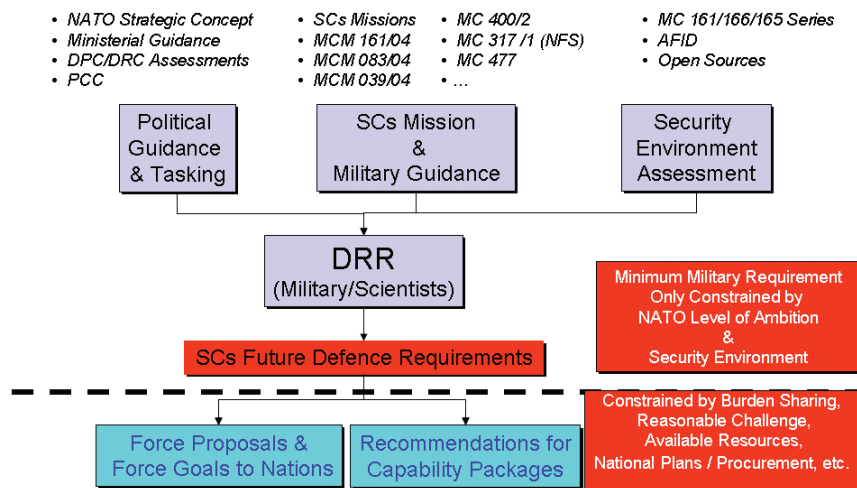 • NATO Strategic Concept
• Ministerial Guidance
• DPC/DRC Assessments
• PCC
• SCs Missions
• MCM 161/04
• MCM 083/04
• MCM 039/04
• MC 400/2
• MC 317 /1 (NFS)
• MC 477
• ...
• MC 161/166/165 Series
• AFID
• Open Sources
Political
Guidance
& Tasking
SCs Mission
&
Military Guidance
Security
Environment
Assessment
DRR
(Military/Scientists)
Minimum Military Requirement
Only Constrained by
NATO Level of Ambition
&
Security Environment
SCs Future Defence Requirements
Constrained by Burden Sharing,
Reasonable Challenge,
Available Resources,
National Plans / Procurement, etc.
Force Proposals &
Force Goals to Nations
Recommendations for
Capability Packages